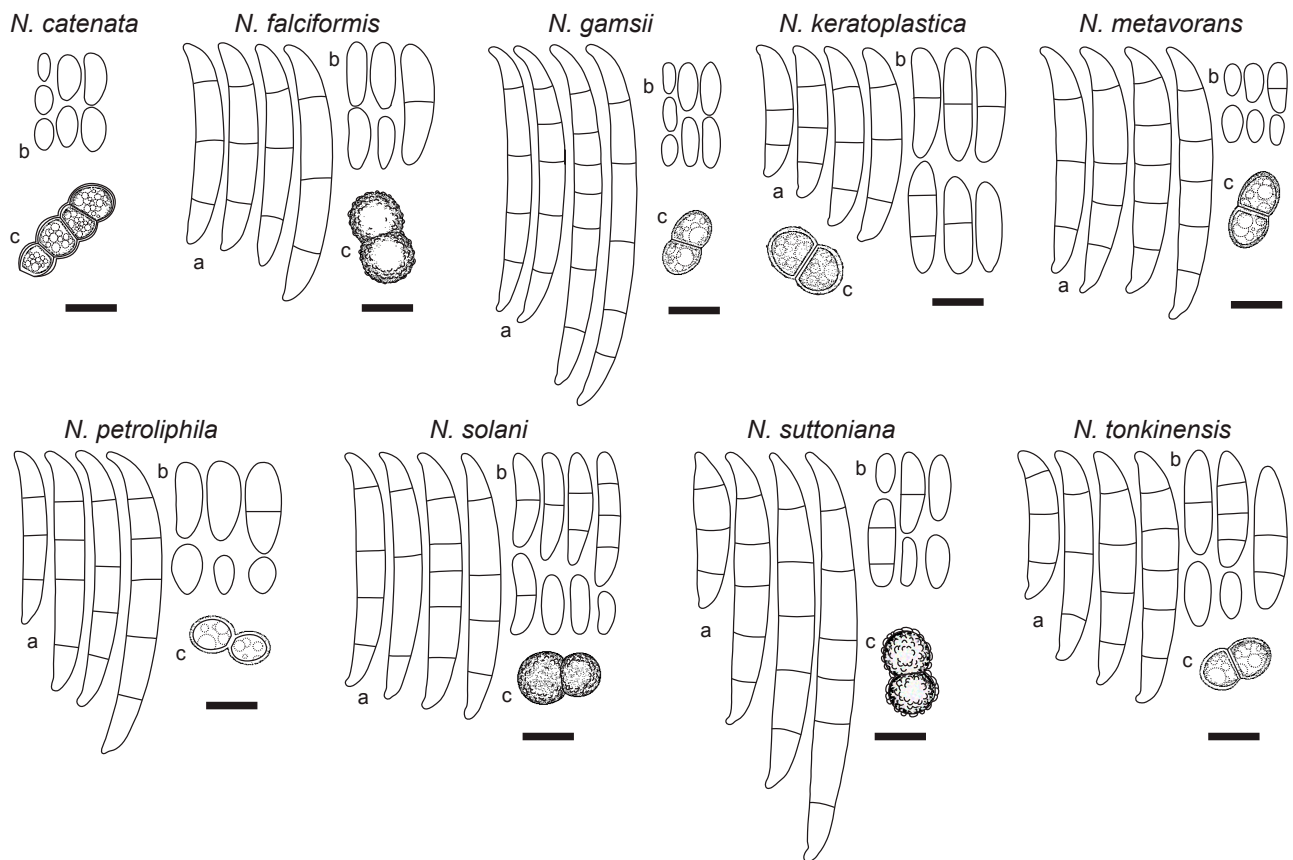 N. catenata
N. falciformis
N. gamsii
N. keratoplastica
N. metavorans
b
c
b
a
c
b
c
a
b
a
c
b
c
a
N. petroliphila
N. solani
N. suttoniana
N. tonkinensis
b
a
c
b
a
c
b
a
c
b
a
c